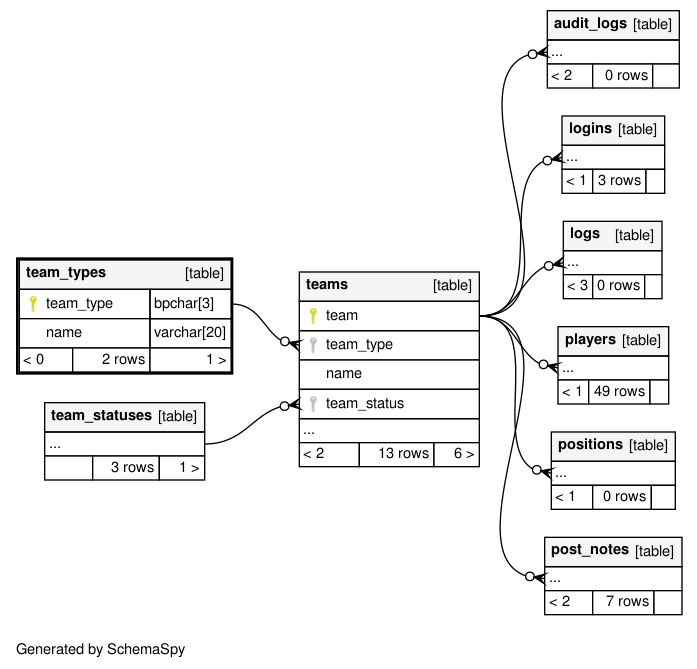 audit_logs [table]
...
< 2 0 rows
logins [table]
...
< 1 3 rows
logs [table]
...
< 3 0 rows
team_types [table]
team_type bpchar[3]
name varchar[20]
< 0 2 rows 1 >
teams [table]
team
team_type
name
team_status
...
< 2 13 rows 6 >
players [table]
...
< 1 49 rows
team_statuses [table]
...
3 rows 1 >
positions [table]
...
< 1 0 rows
post_notes [table]
...
< 2 7 rows
Generated by SchemaSpy